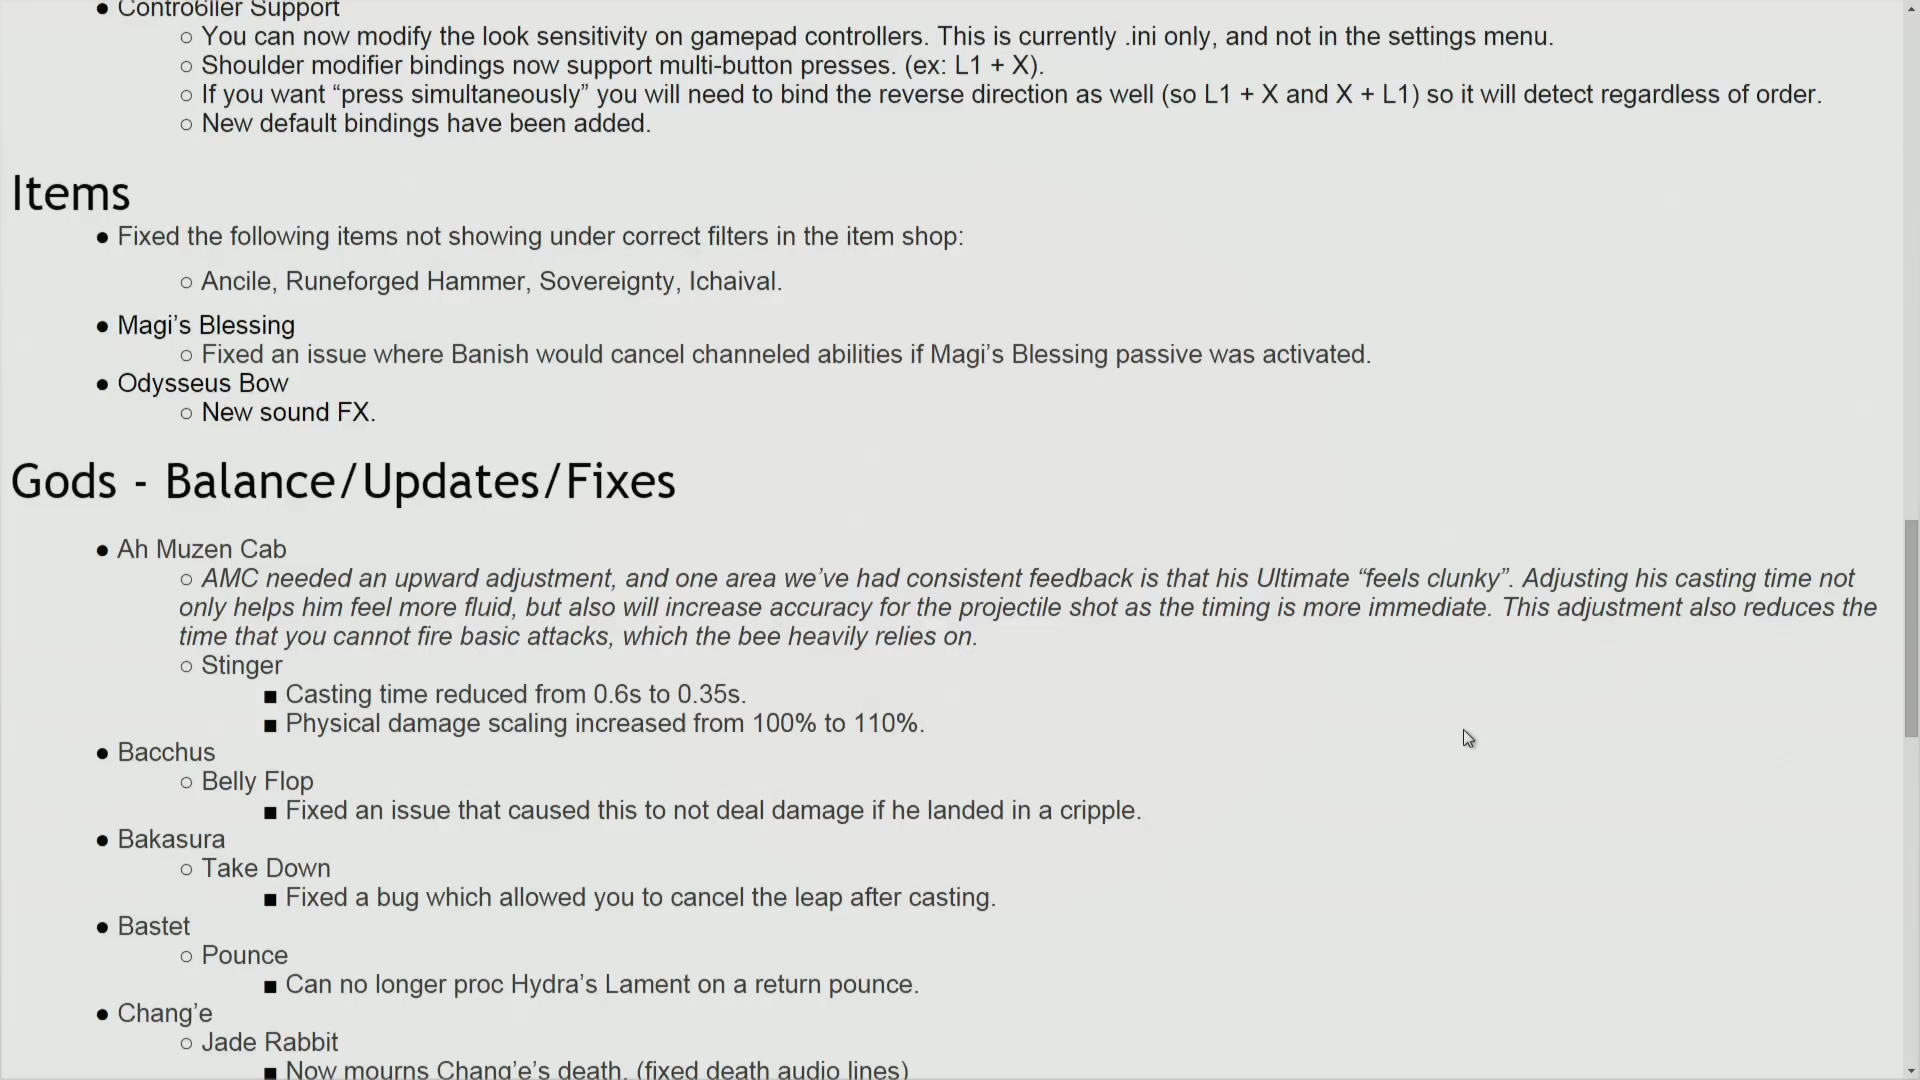 ● Contro6ller Support
○ You can now modify the look sensitivity on gamepad controllers. This is currently .ini only, and not in the settings menu.
○ Shoulder modifier bindings now support multi-button presses. (ex: L1 + X).
○ If you want “press simultaneously” you will need to bind the reverse direction as well (so L1 + X and X + L1) so it will detect regardless of order.
○ New default bindings have been added.
Items
● Fixed the following items not showing under correct filters in the item shop:
○ Ancile, Runeforged Hammer, Sovereignty, Ichaival.
● Magi’s Blessing
○ Fixed an issue where Banish would cancel channeled abilities if Magi’s Blessing passive was activated.
● Odysseus Bow
○ New sound FX.
Gods - Balance/Updates/Fixes
● Ah Muzen Cab
○ AMC needed an upward adjustment, and one area we’ve had consistent feedback is that his Ultimate “feels clunky”. Adjusting his casting time not
only helps him feel more fluid, but also will increase accuracy for the projectile shot as the timing is more immediate. This adjustment also reduces the
time that you cannot fire basic attacks, which the bee heavily relies on.
○ Stinger
■ Casting time reduced from 0.6s to 0.35s.
■ Physical damage scaling increased from 100% to 110%.
● Bacchus
○ Belly Flop
■ Fixed an issue that caused this to not deal damage if he landed in a cripple.
● Bakasura
○ Take Down
■ Fixed a bug which allowed you to cancel the leap after casting.
● Bastet
○ Pounce
■ Can no longer proc Hydra’s Lament on a return pounce.
● Chang’e
○ Jade Rabbit
■ Now mourns Chang’e’s death. (fixed death audio lines)